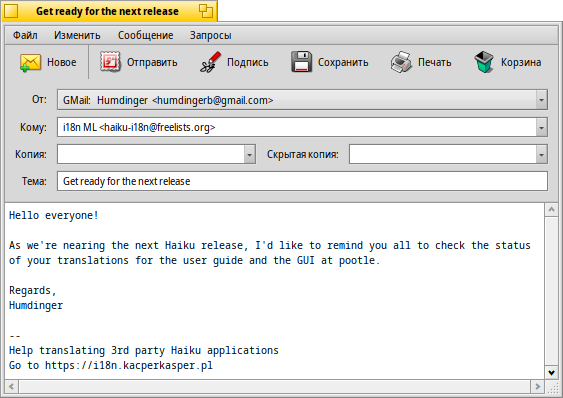 Get ready for the next release
Файл Изменить Сообщение Запросы
Новое Отправить Подпись Сохранить Печать Корзина
От: GMail: Humdinger <humdingerb@gmail.com>
Кому: i18n ML <haiku-i18n@freelists.org>
Копия: Скрытая копия:
Тема: Get ready for the next release
Hello everyone!
As we're nearing the next Haiku release, I'd like to remind you all to check the status
of your translations for the user guide and the GUI at pootle.
Regards,
Humdinger
--
Help translating 3rd party Haiku applications
Go to https://i18n.kacperkasper.pl